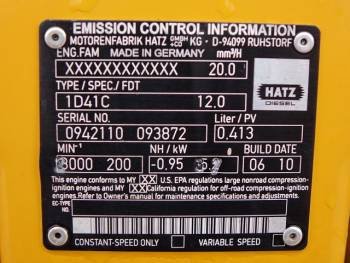 EMISSION CONTROL INFORMATION
MOTORENFABRIK HATZ GMBH +CO KG · D-94099 RUHSTORF
ENG.FAM MADE IN GERMANY mm³/H
XXXXXXXXXXXX 20.0
TYPE / SPEC / FDT
1D41C 12.0
HATZ
DIESEL
SERIAL NO. Liter / PV
0942110 093872 0,413
MIN⁻¹ NH / kW BUILD DATE
3000 200 -0.95 06 10
This engine conforms to MY XX U.S. EPA regulations large nonroad compression-
ignition engines and MY XX California regulation for off-road compression-ignition
engines. Refer to Owner's manual for maintenance specifications and adjustments.
EC-TYPE
NO.
CONSTANT-SPEED ONLY VARIABLE SPEED